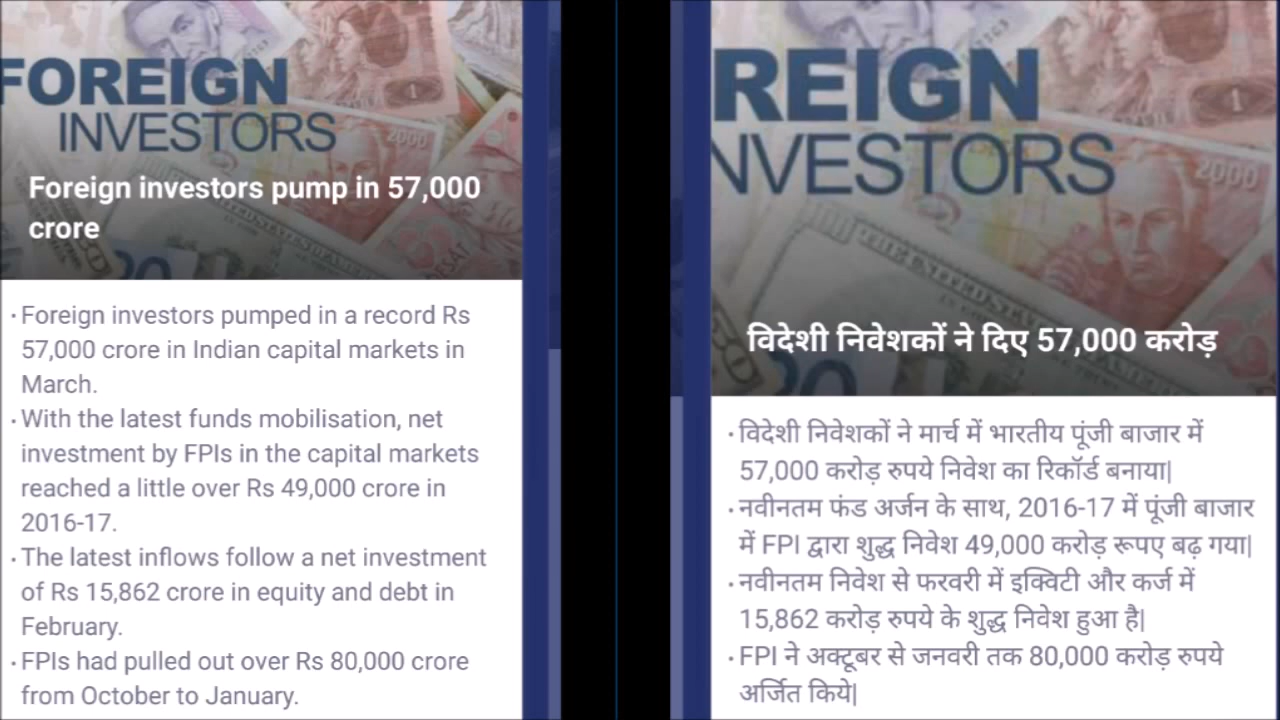 FOREIGN
INVESTORS
Foreign investors pump in 57,000
crore
· Foreign investors pumped in a record Rs
57,000 crore in Indian capital markets in
March.
· With the latest funds mobilisation, net
investment by FPIs in the capital markets
reached a little over Rs 49,000 crore in
2016-17.
· The latest inflows follow a net investment
of Rs 15,862 crore in equity and debt in
February.
· FPIs had pulled out over Rs 80,000 crore
from October to January.
REIGN
NVESTORS
2000
विदेशी निवेशकों ने दिए 57,000 करोड़
· विदेशी निवेशकों ने मार्च में भारतीय पूंजी बाजार में
57,000 करोड़ रुपये निवेश का रिकॉर्ड बनाया|
· नवीनतम फंड अर्जन के साथ, 2016-17 में पूंजी बाजार
में FPI द्वारा शुद्ध निवेश 49,000 करोड़ रूपए बढ़ गया|
· नवीनतम निवेश से फरवरी में इक्विटी और कर्ज में
15,862 करोड़ रुपये के शुद्ध निवेश हुआ है|
· FPI ने अक्टूबर से जनवरी तक 80,000 करोड़ रुपये
अर्जित किये|